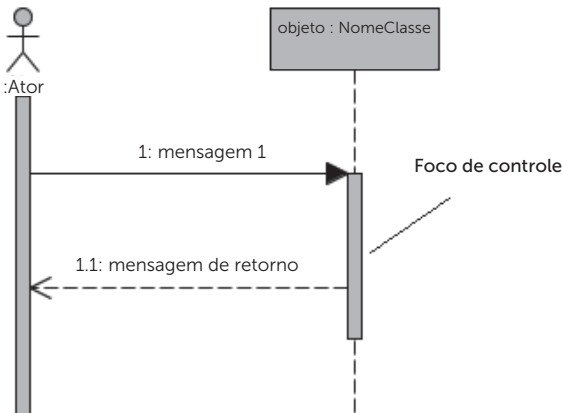 objeto : NomeClasse
:Ator
1: mensagem 1
Foco de controle
1.1: mensagem de retorno